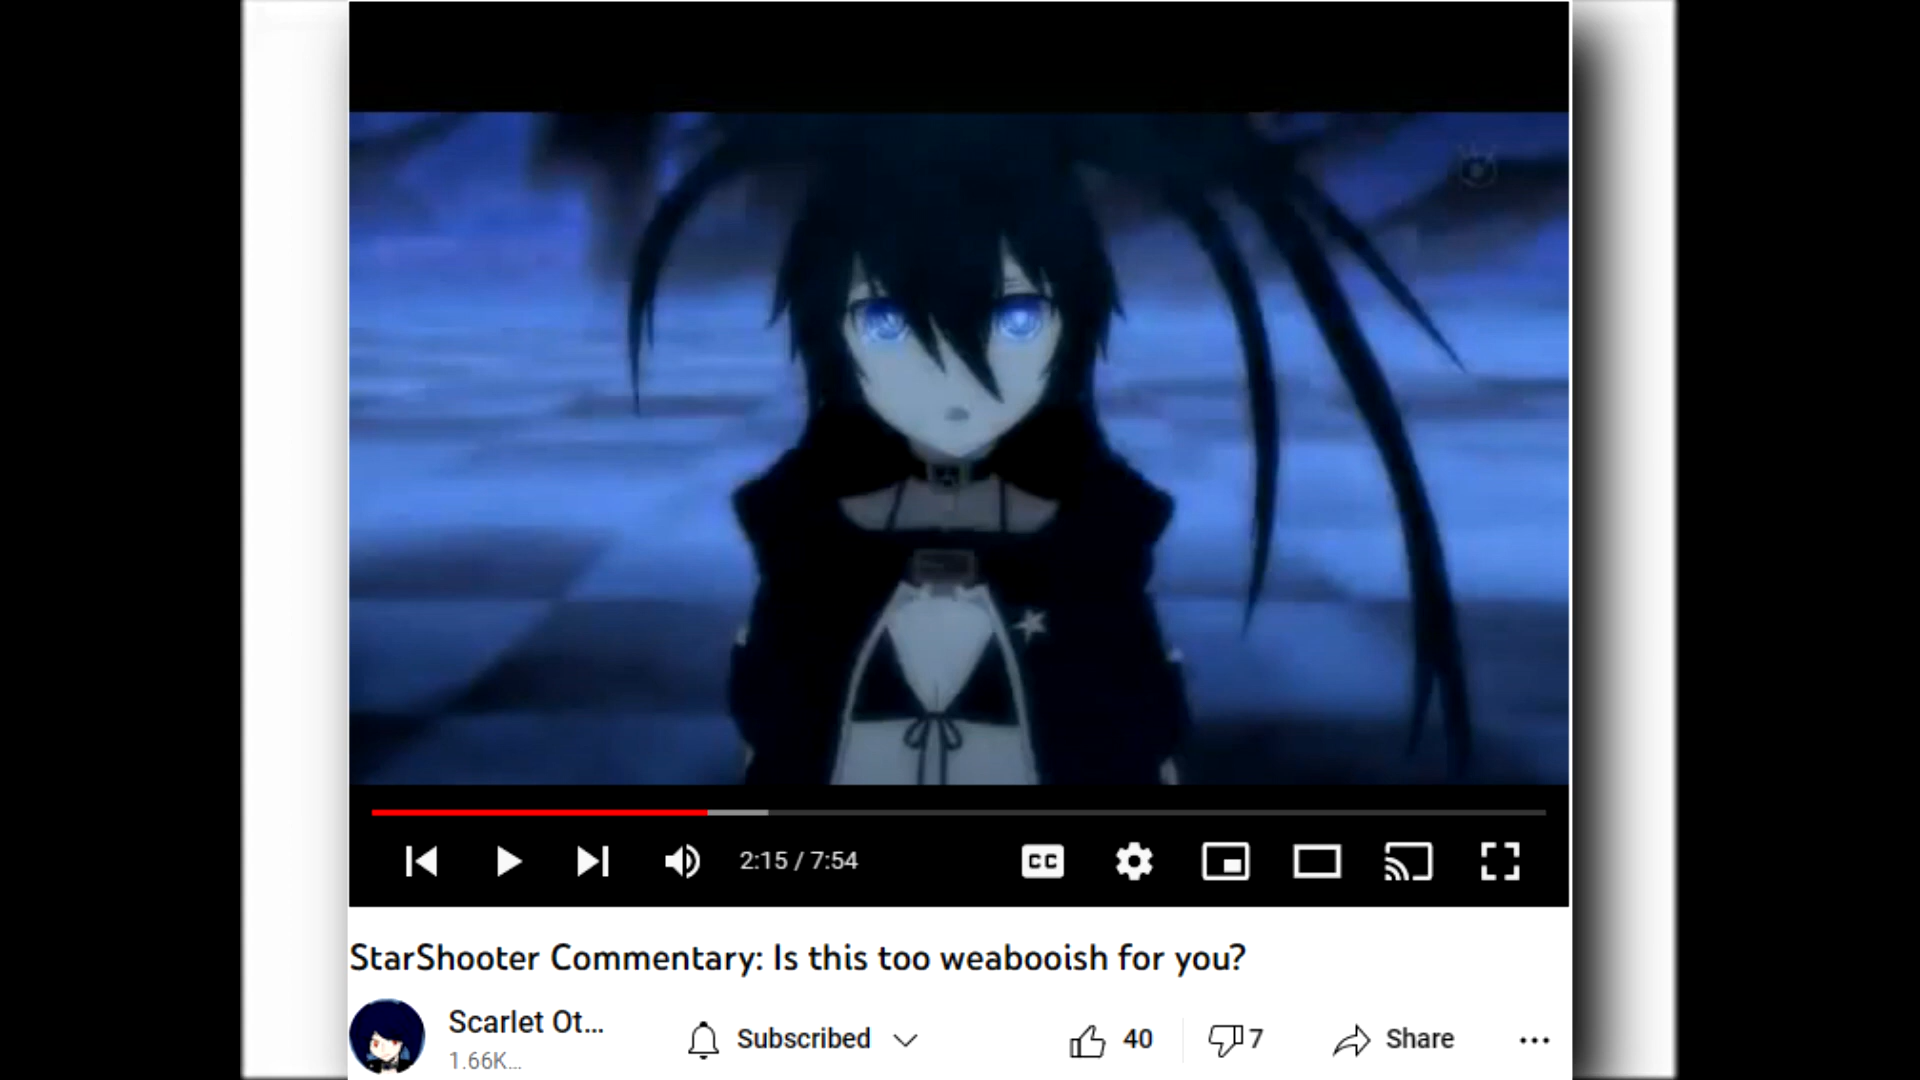 2:15 / 7:54
CC
StarShooter Commentary: Is this too weabooish for you?
Scarlet Ot...
1.66K...
Subscribed
40
7
Share